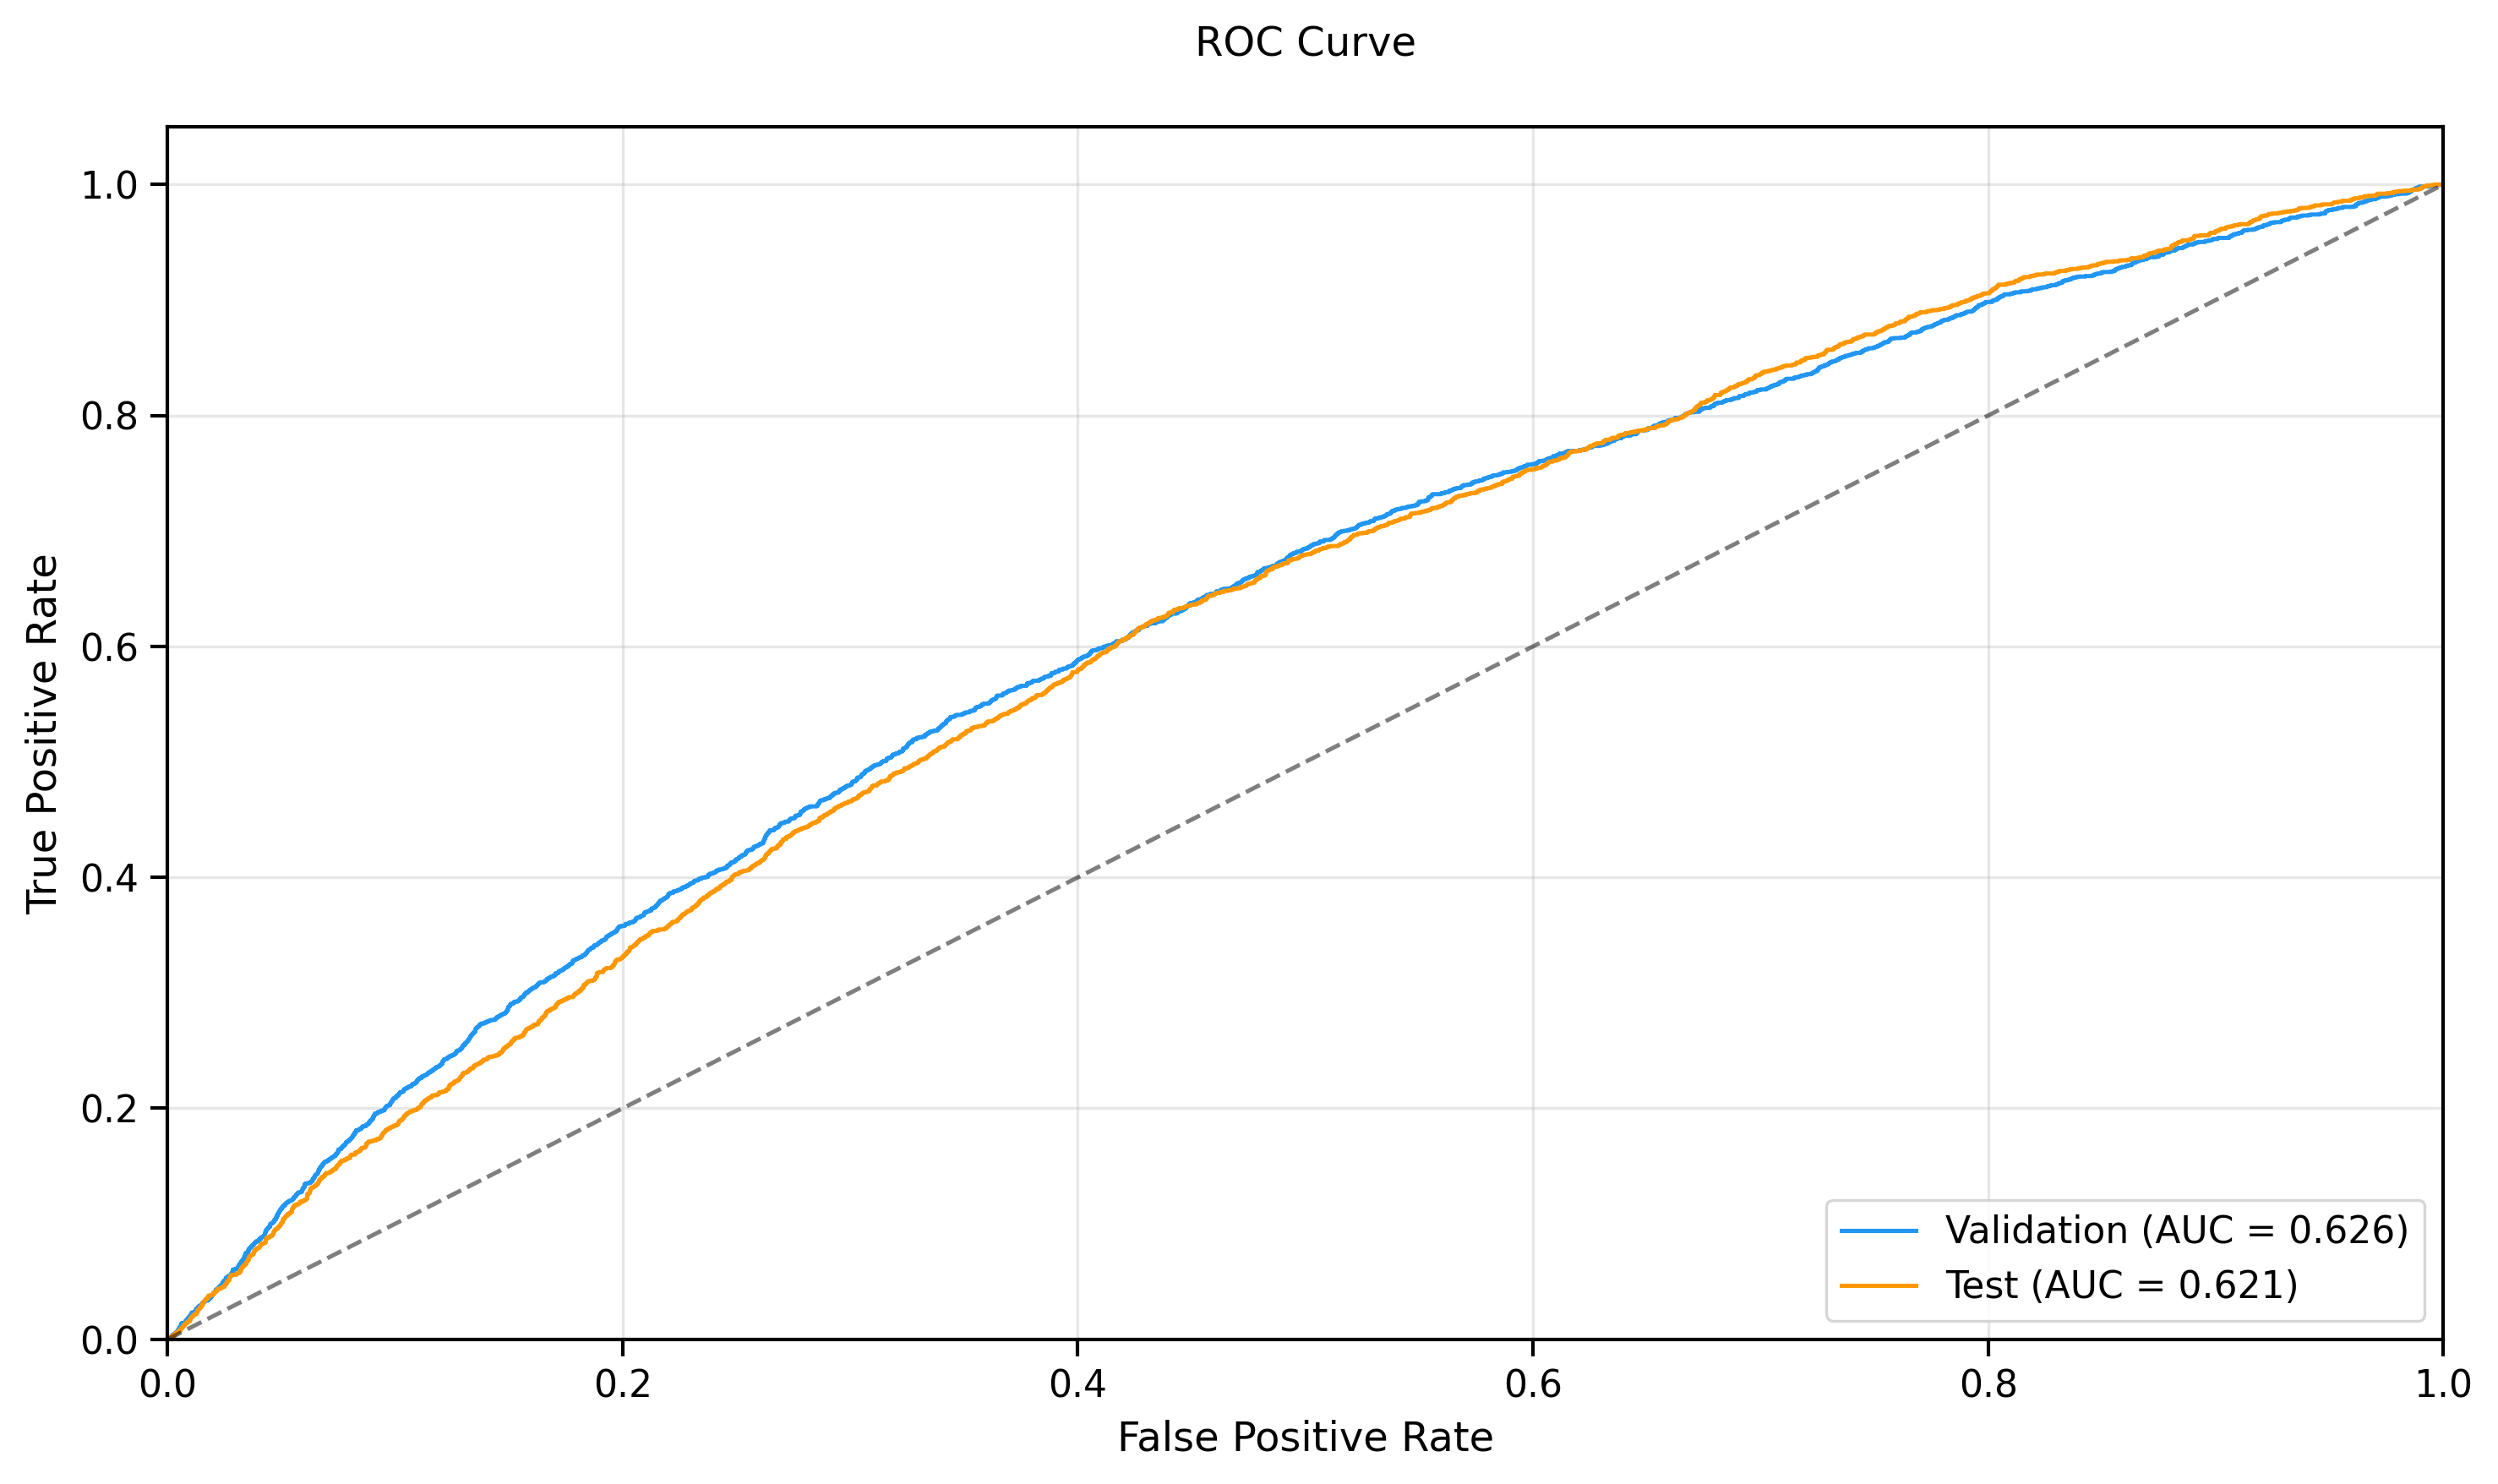 ROC Curve
1.0
0.8
0.6
0.4
0.2
0.0
True Positive Rate
0.0 0.2 0.4 0.6 0.8 1.0
False Positive Rate
Validation (AUC = 0.626)
Test (AUC = 0.621)